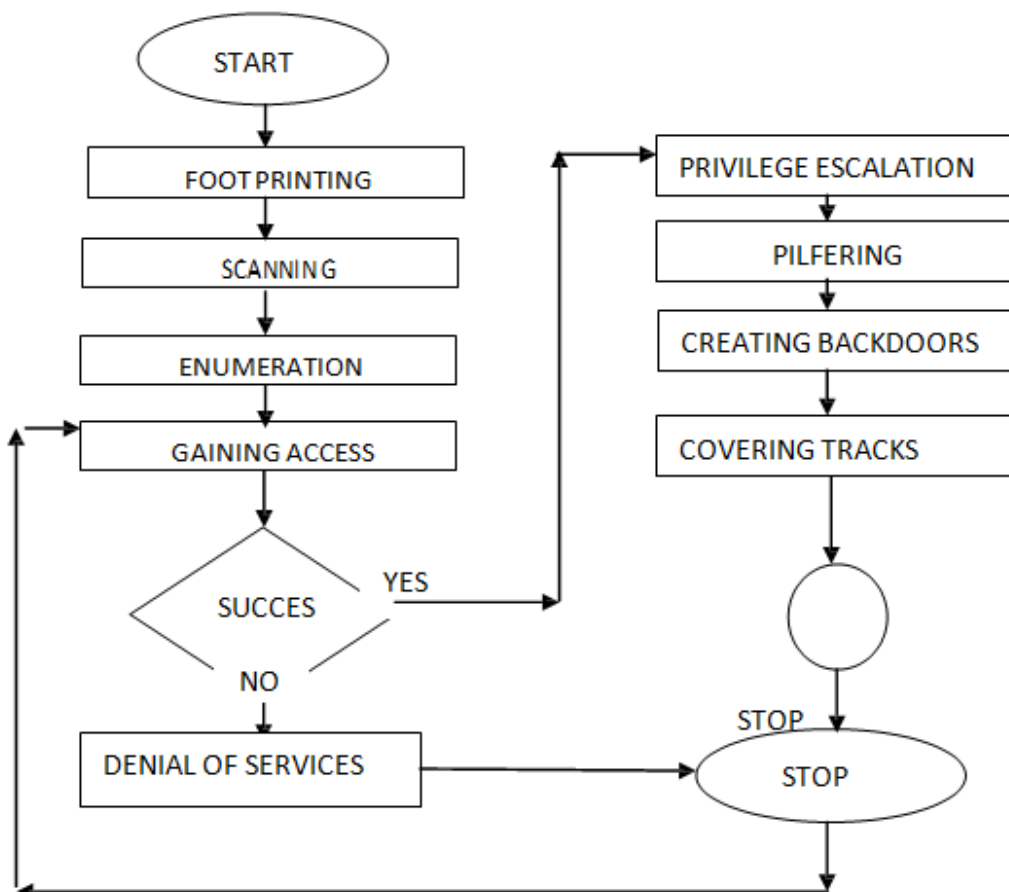 START
FOOT PRINTING
SCANNING
ENUMERATION
GAINING ACCESS
SUCCES
YES
NO
DENIAL OF SERVICES
PRIVILEGE ESCALATION
PILFERING
CREATING BACKDOORS
COVERING TRACKS
STOP
STOP